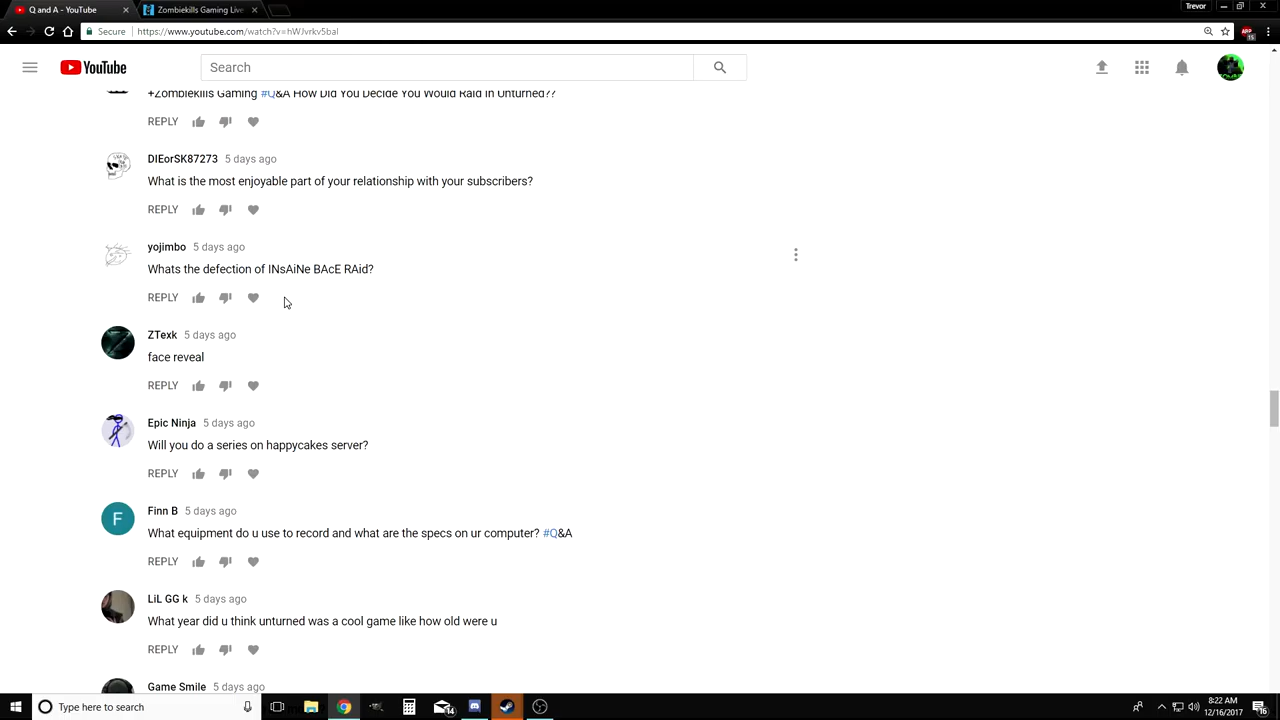 Q and A - YouTube
Zombiekills Gaming Live
Trevor
Secure
https://www.youtube.com/watch?v=hWJvrkv5baI
YouTube
Search
+Zombiekills Gaming #Q&A How Did You Decide You Would Raid In Unturned??
REPLY
DIEorSK87273 5 days ago
What is the most enjoyable part of your relationship with your subscribers?
REPLY
yojimbo 5 days ago
Whats the defection of INsAiNe BAcE RAid?
REPLY
ZTexk 5 days ago
face reveal
REPLY
Epic Ninja 5 days ago
Will you do a series on happycakes server?
REPLY
F
Finn B 5 days ago
What equipment do u use to record and what are the specs on ur computer? #Q&A
REPLY
LiL GG k 5 days ago
What year did u think unturned was a cool game like how old were u
REPLY
Game Smile 5 days ago
Type here to search
14
8:22 AM
12/16/2017
16